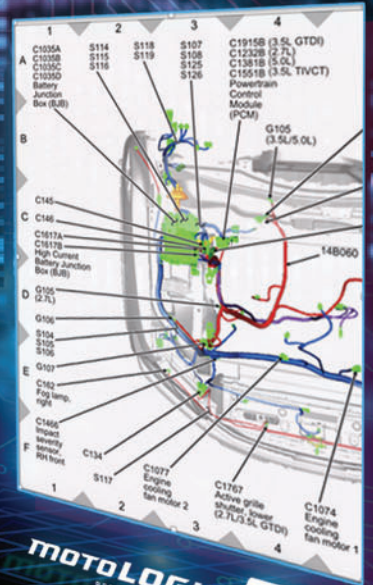 1 2 3 4
A
C1035A
C1035B
C1035C
C1035D
Battery
Junction
Box (BJB)
S114
S115
S116
S118
S119
S107
S108
S125
S126
C1915B (3.5L GTDI)
C1232B (2.7L)
C1381B (5.0L)
C1551B (3.5L TIVCT)
Powertrain
Control
Module
(PCM)
B
G105
(3.5L/5.0L)
C
C145
C146
C1617A
C1617B
High Current
Battery Junction
Box (BJB)
14B060
D
G105
(2.7L)
G106
S104
S105
S106
E
G107
C162
Fog lamp,
right
F
C1466
Impact
severity
sensor,
RH front
C134
S117
C1077
Engine
cooling
fan motor 2
C1767
Active grille
shutter, lower
(2.7L/3.5L GTDI)
C1074
Engine
cooling
fan motor 1
1 2 3 4